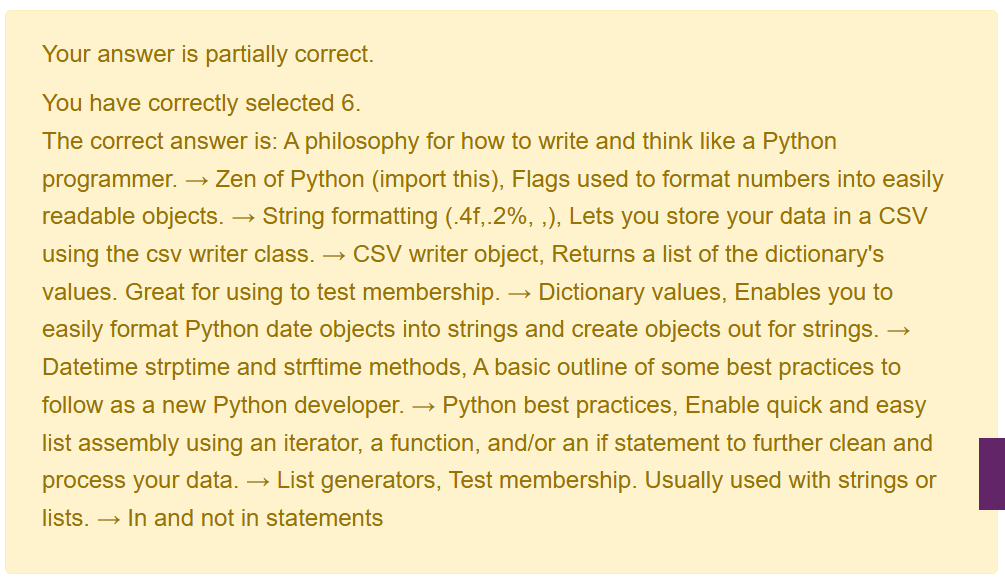 Your answer is partially correct.
You have correctly selected 6.
The correct answer is: A philosophy for how to write and think like a Python
programmer. → Zen of Python (import this), Flags used to format numbers into easily
readable objects. → String formatting (.4f,.2%, ,), Lets you store your data in a CSV
using the csv writer class. → CSV writer object, Returns a list of the dictionary's
values. Great for using to test membership. → Dictionary values, Enables you to
easily format Python date objects into strings and create objects out for strings. →
Datetime strptime and strftime methods, A basic outline of some best practices to
follow as a new Python developer. → Python best practices, Enable quick and easy
list assembly using an iterator, a function, and/or an if statement to further clean and
process your data. → List generators, Test membership. Usually used with strings or
lists. → In and not in statements